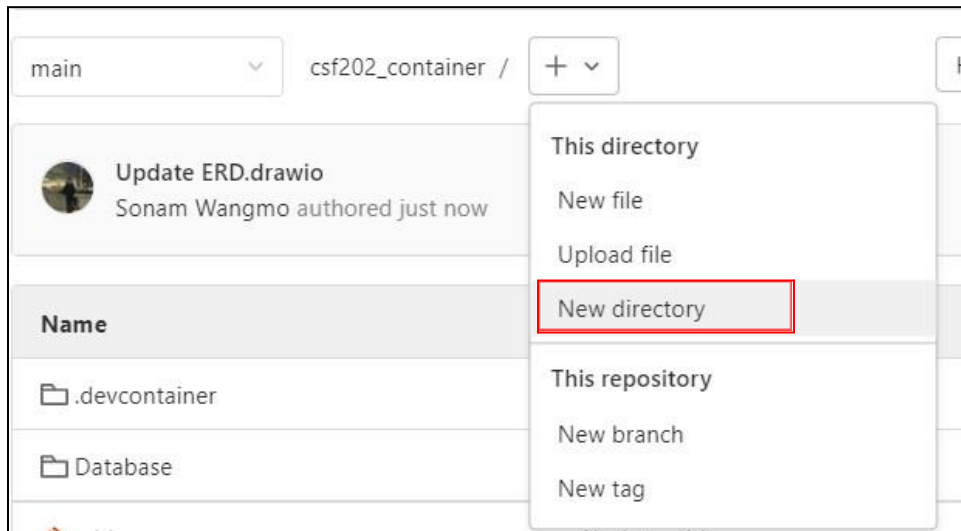 main
csf202_container /
Update ERD.drawio
Sonam Wangmo authored just now
Name
.devcontainer
Database
This directory
New file
Upload file
New directory
This repository
New branch
New tag